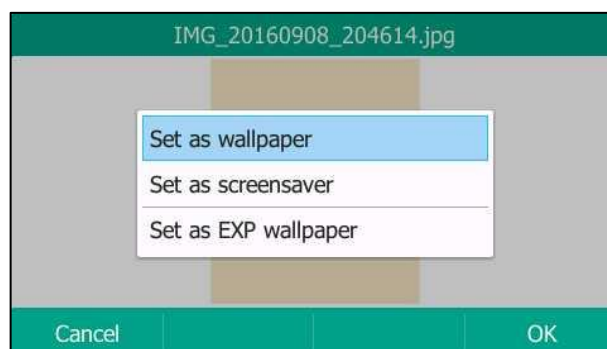 IMG_20160908_204614.jpg
Set as wallpaper
Set as screensaver
Set as EXP wallpaper
Cancel OK